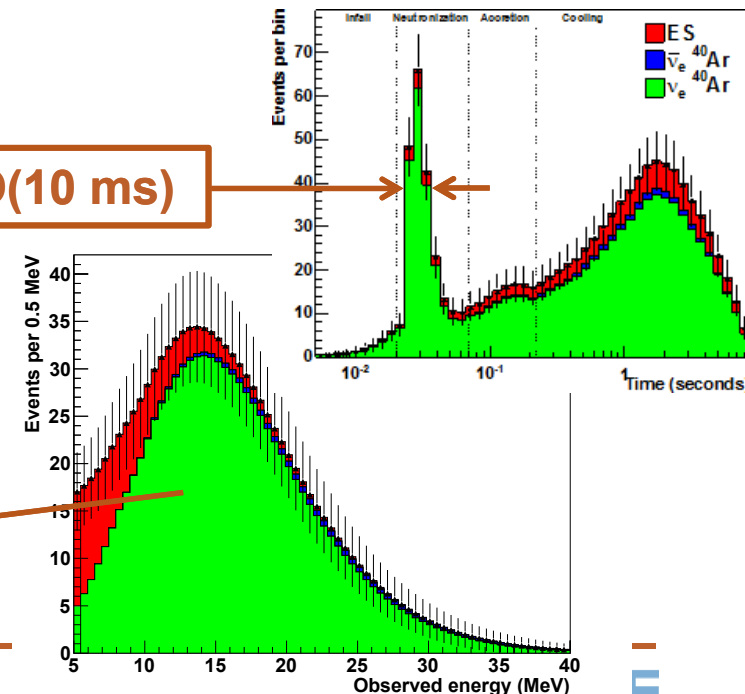 Infall Neutronization Accretion Cooling
Events per bin
70
60
50
40
30
20
10
0
ES
ν̄e 40Ar
νe 40Ar
10-2 10-1 1
Time (seconds
(10 ms)
Events per 0.5 MeV
40
35
30
25
20
15
10
5
0
5 10 15 20 25 30 35 40
Observed energy (MeV)